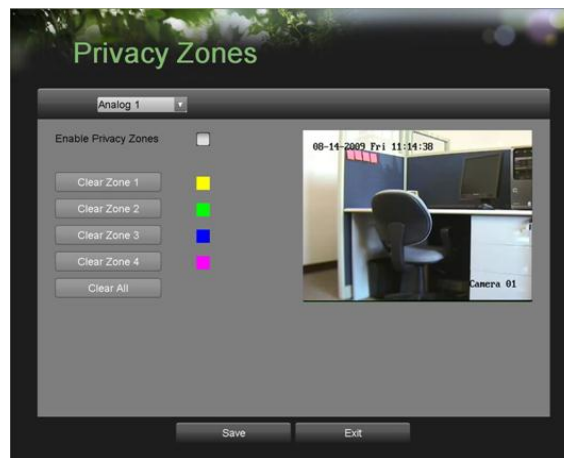 Privacy Zones
Analog 1
Enable Privacy Zones
08-14-2009 Fri 11:14:38
Clear Zone 1
Clear Zone 2
Clear Zone 3
Clear Zone 4
Clear All
Camera 01
Save
Exit